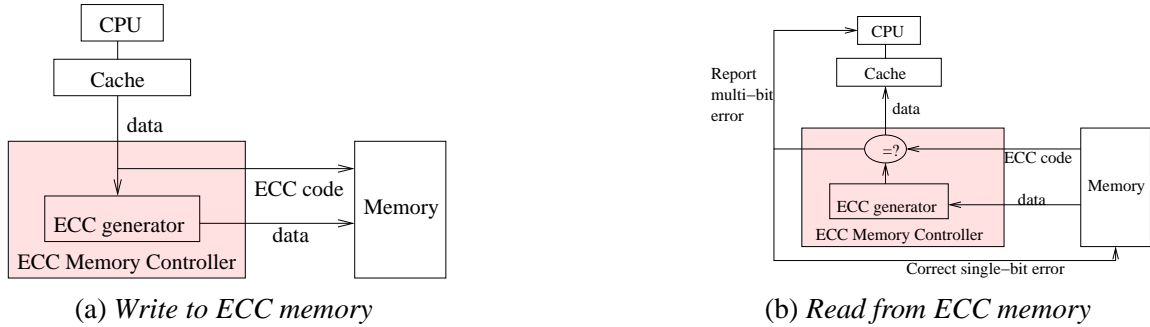 CPU
Cache
data
ECC code
ECC generator
data
ECC Memory Controller
Memory
(a) Write to ECC memory
CPU
Report
multi−bit
error
Cache
data
=?
ECC code
Memory
ECC generator
data
ECC Memory Controller
Correct single−bit error
(b) Read from ECC memory